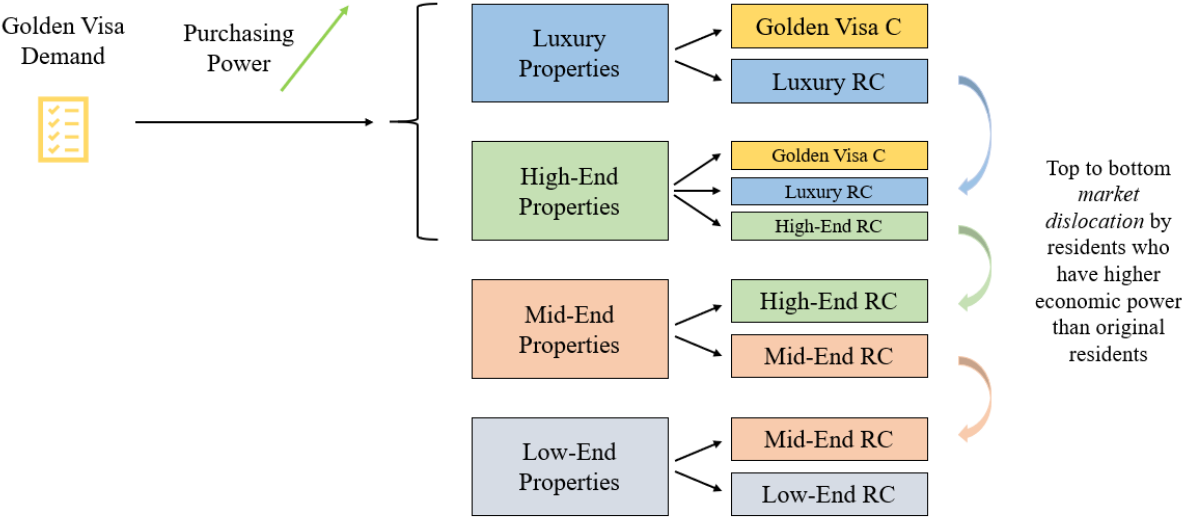 Golden Visa
Demand
Purchasing
Power
Luxury
Properties
Golden Visa C
Luxury RC
High-End
Properties
Golden Visa C
Luxury RC
High-End RC
Mid-End
Properties
High-End RC
Mid-End RC
Low-End
Properties
Mid-End RC
Low-End RC
Top to bottom
market
dislocation by
residents who
have higher
economic power
than original
residents